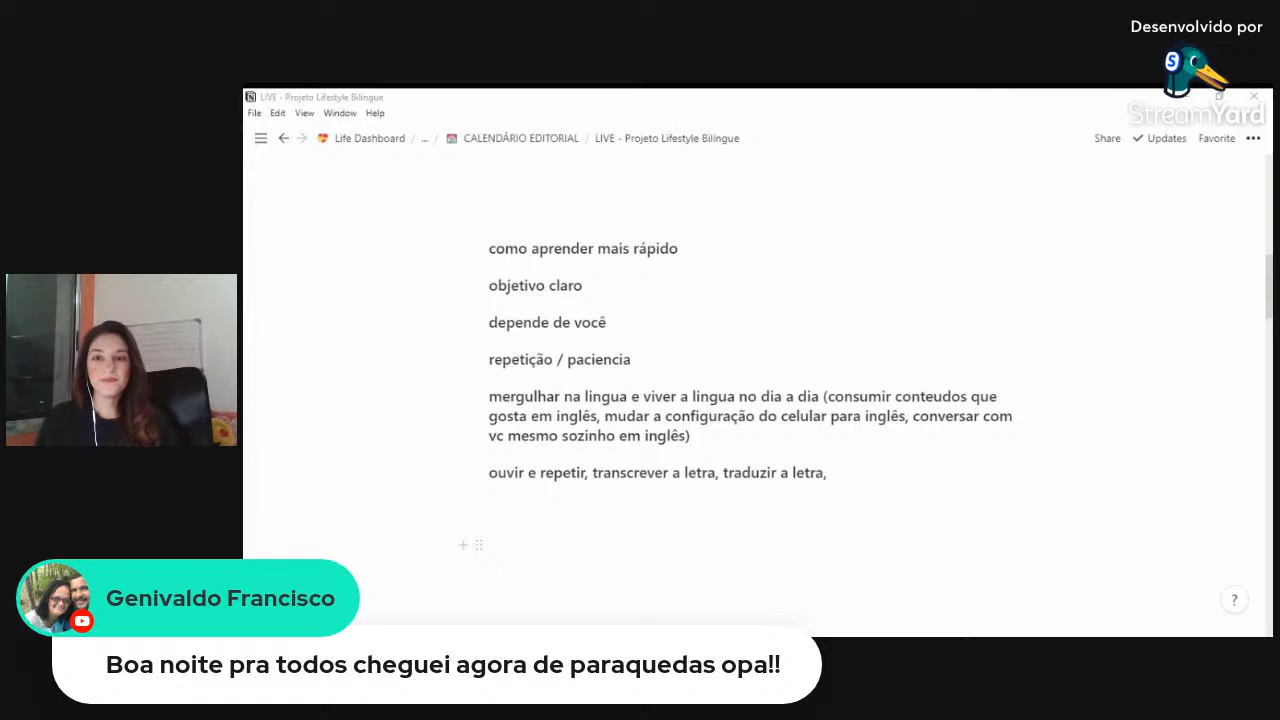 Desenvolvido por
S
StreamYard
LIVE - Projeto Lifestyle Bilíngue
File Edit View Window Help
Life Dashboard / ... / CALENDÁRIO EDITORIAL / LIVE - Projeto Lifestyle Bilíngue
Share Updates Favorite
como aprender mais rápido
objetivo claro
depende de você
repetição / paciencia
mergulhar na lingua e viver a lingua no dia a dia (consumir conteudos que
gosta em inglês, mudar a configuração do celular para inglês, conversar com
vc mesmo sozinho em inglês)
ouvir e repetir, transcrever a letra, traduzir a letra,
?
Genivaldo Francisco
Boa noite pra todos cheguei agora de paraquedas opa!!